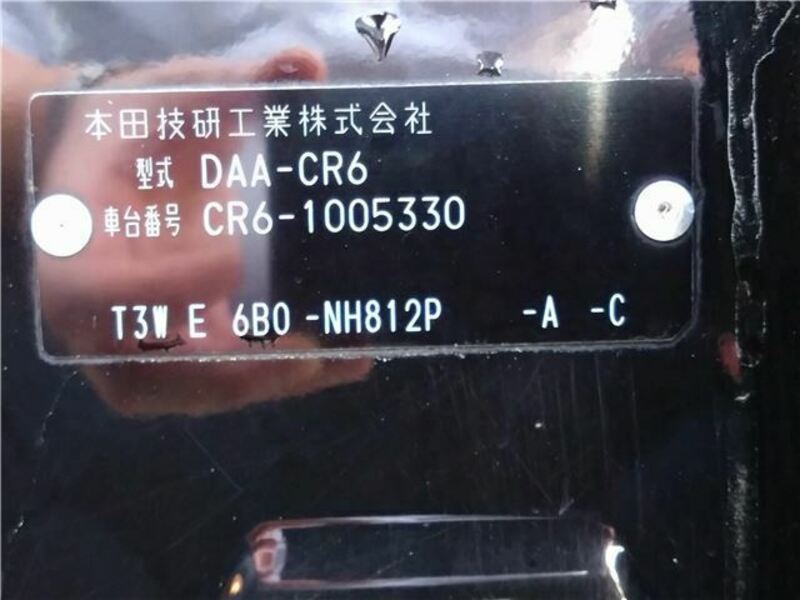 本田技研工業株式会社
型式 DAA-CR6
車台番号 CR6-1005330
T3W E 6B0 -NH812P -A -C